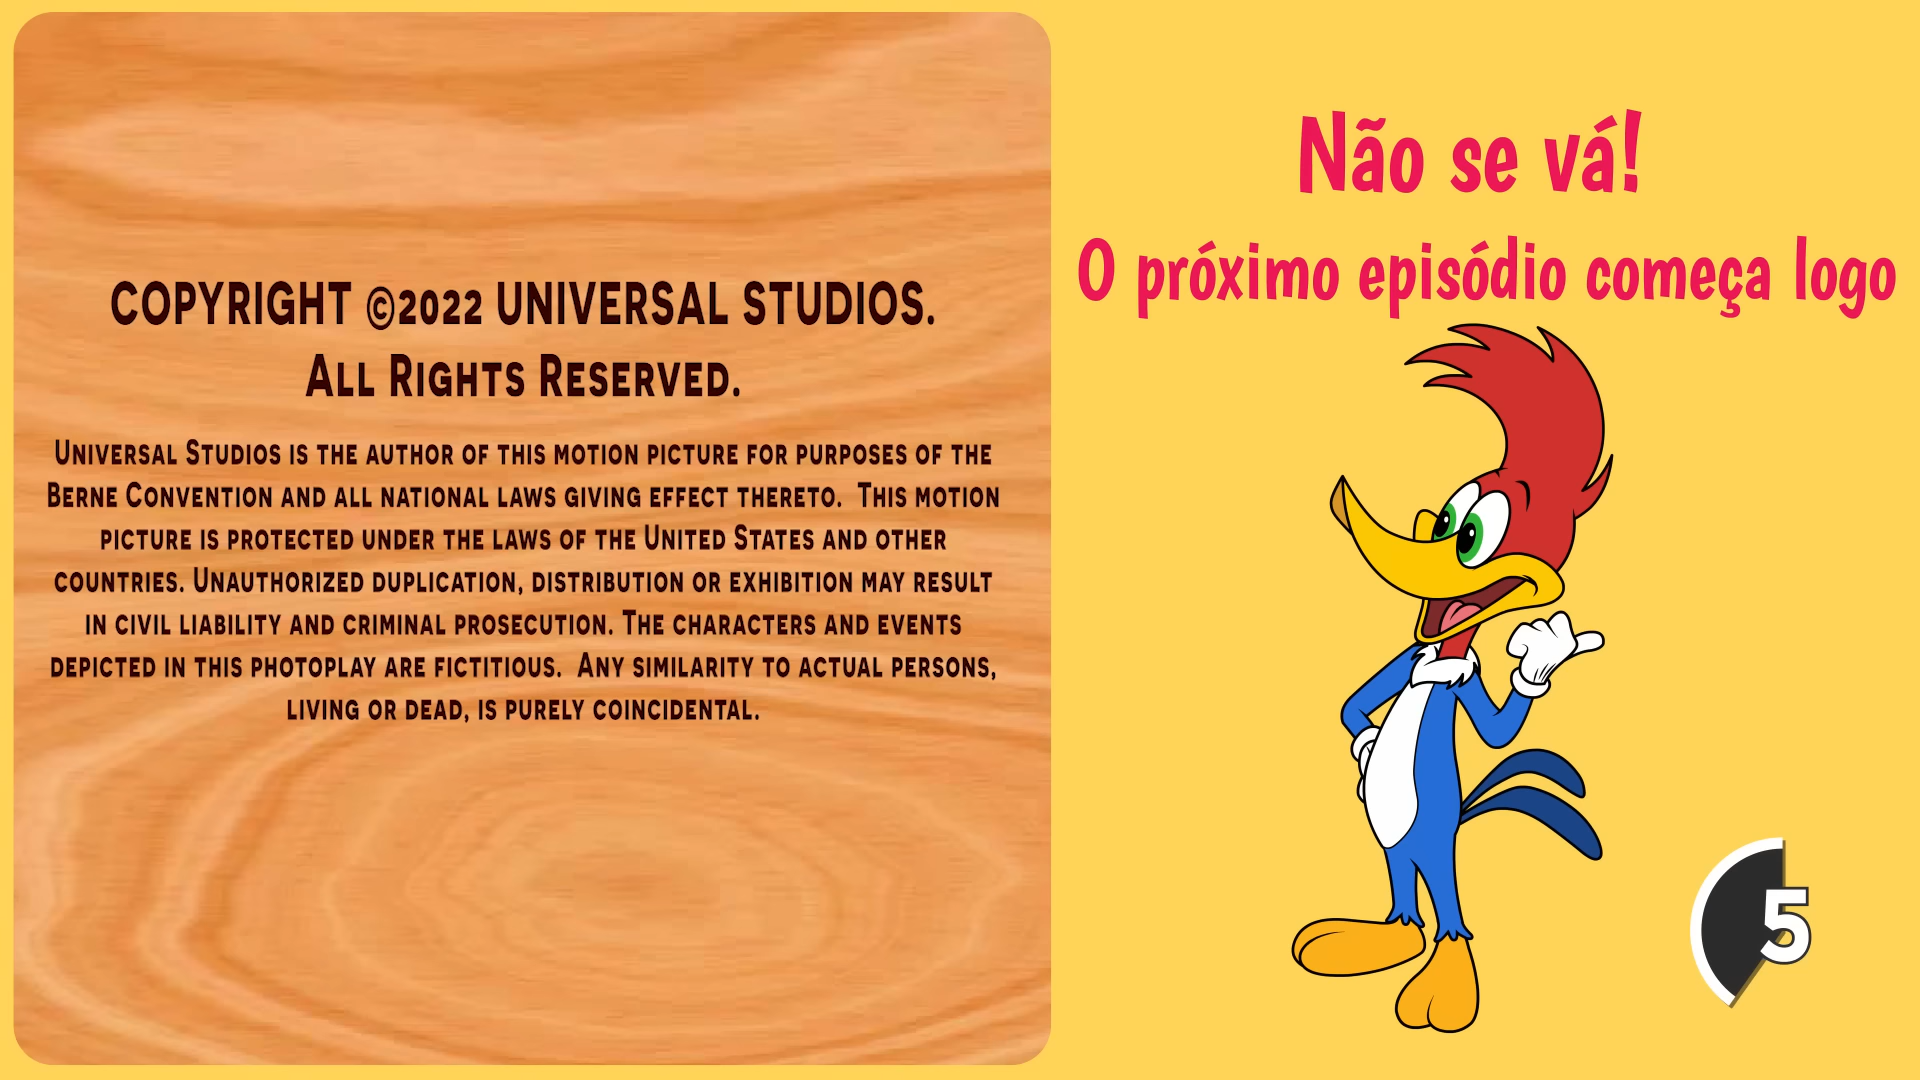 COPYRIGHT ©2022 UNIVERSAL STUDIOS.
ALL RIGHTS RESERVED.
UNIVERSAL STUDIOS IS THE AUTHOR OF THIS MOTION PICTURE FOR PURPOSES OF THE
BERNE CONVENTION AND ALL NATIONAL LAWS GIVING EFFECT THERETO. THIS MOTION
PICTURE IS PROTECTED UNDER THE LAWS OF THE UNITED STATES AND OTHER
COUNTRIES. UNAUTHORIZED DUPLICATION, DISTRIBUTION OR EXHIBITION MAY RESULT
IN CIVIL LIABILITY AND CRIMINAL PROSECUTION. THE CHARACTERS AND EVENTS
DEPICTED IN THIS PHOTOPLAY ARE FICTITIOUS. ANY SIMILARITY TO ACTUAL PERSONS,
LIVING OR DEAD, IS PURELY COINCIDENTAL.
Não se vá!
O próximo episódio começa logo
5